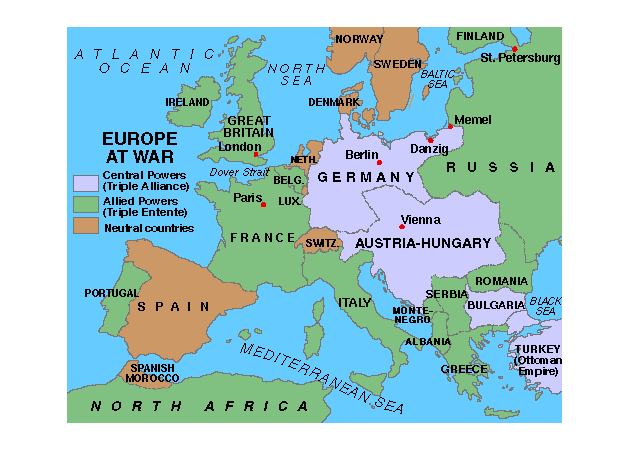 ATLANTIC
OCEAN
NORTH
SEA
NORWAY
SWEDEN
FINLAND
St. Petersburg
BALTIC
SEA
IRELAND
GREAT
BRITAIN
London
DENMARK
Memel
Danzig
Berlin
NETH.
EUROPE
AT WAR
Dover Strait
GERMANY
RUSSIA
Central Powers
(Triple Alliance)
Allied Powers
(Triple Entente)
Neutral countries
BELG.
LUX.
Paris
Vienna
FRANCE
SWITZ.
AUSTRIA-HUNGARY
ROMANIA
PORTUGAL
SPAIN
ITALY
SERBIA
BULGARIA
BLACK
SEA
MONTE-
NEGRO
ALBANIA
GREECE
TURKEY
(Ottoman
Empire)
MEDITERRANEAN SEA
SPANISH
MOROCCO
NORTH AFRICA